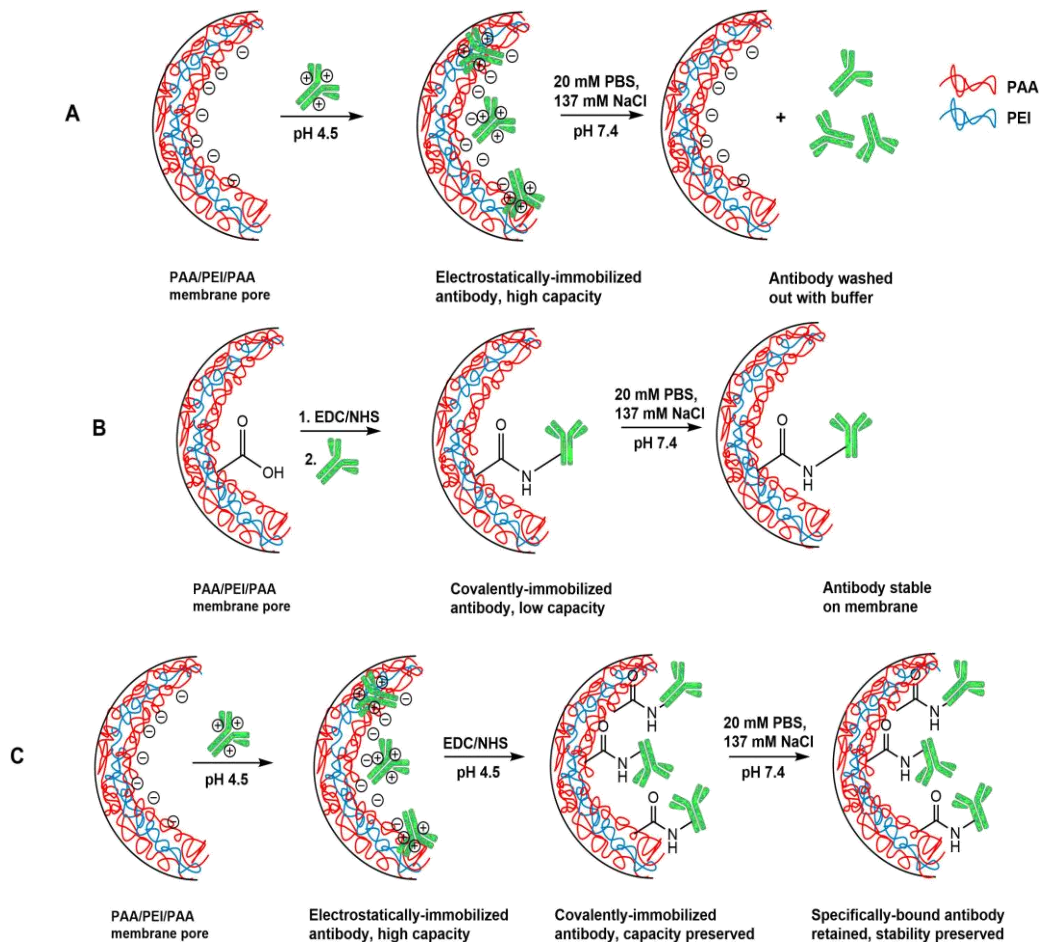 A
pH 4.5
20 mM PBS,
137 mM NaCl
pH 7.4
+
PAA
PEI
PAA/PEI/PAA
membrane pore
Electrostatically-immobilized
antibody, high capacity
Antibody washed
out with buffer
B
O
OH
1. EDC/NHS
2.
O
N
H
20 mM PBS,
137 mM NaCl
pH 7.4
O
N
H
PAA/PEI/PAA
membrane pore
Covalently-immobilized
antibody, low capacity
Antibody stable
on membrane
C
pH 4.5
EDC/NHS
pH 4.5
O
N
H
O
N
H
O
N
H
20 mM PBS,
137 mM NaCl
pH 7.4
O
N
H
O
N
H
O
N
H
PAA/PEI/PAA
membrane pore
Electrostatically-immobilized
antibody, high capacity
Covalently-immobilized
antibody, capacity preserved
Specifically-bound antibody
retained, stability preserved